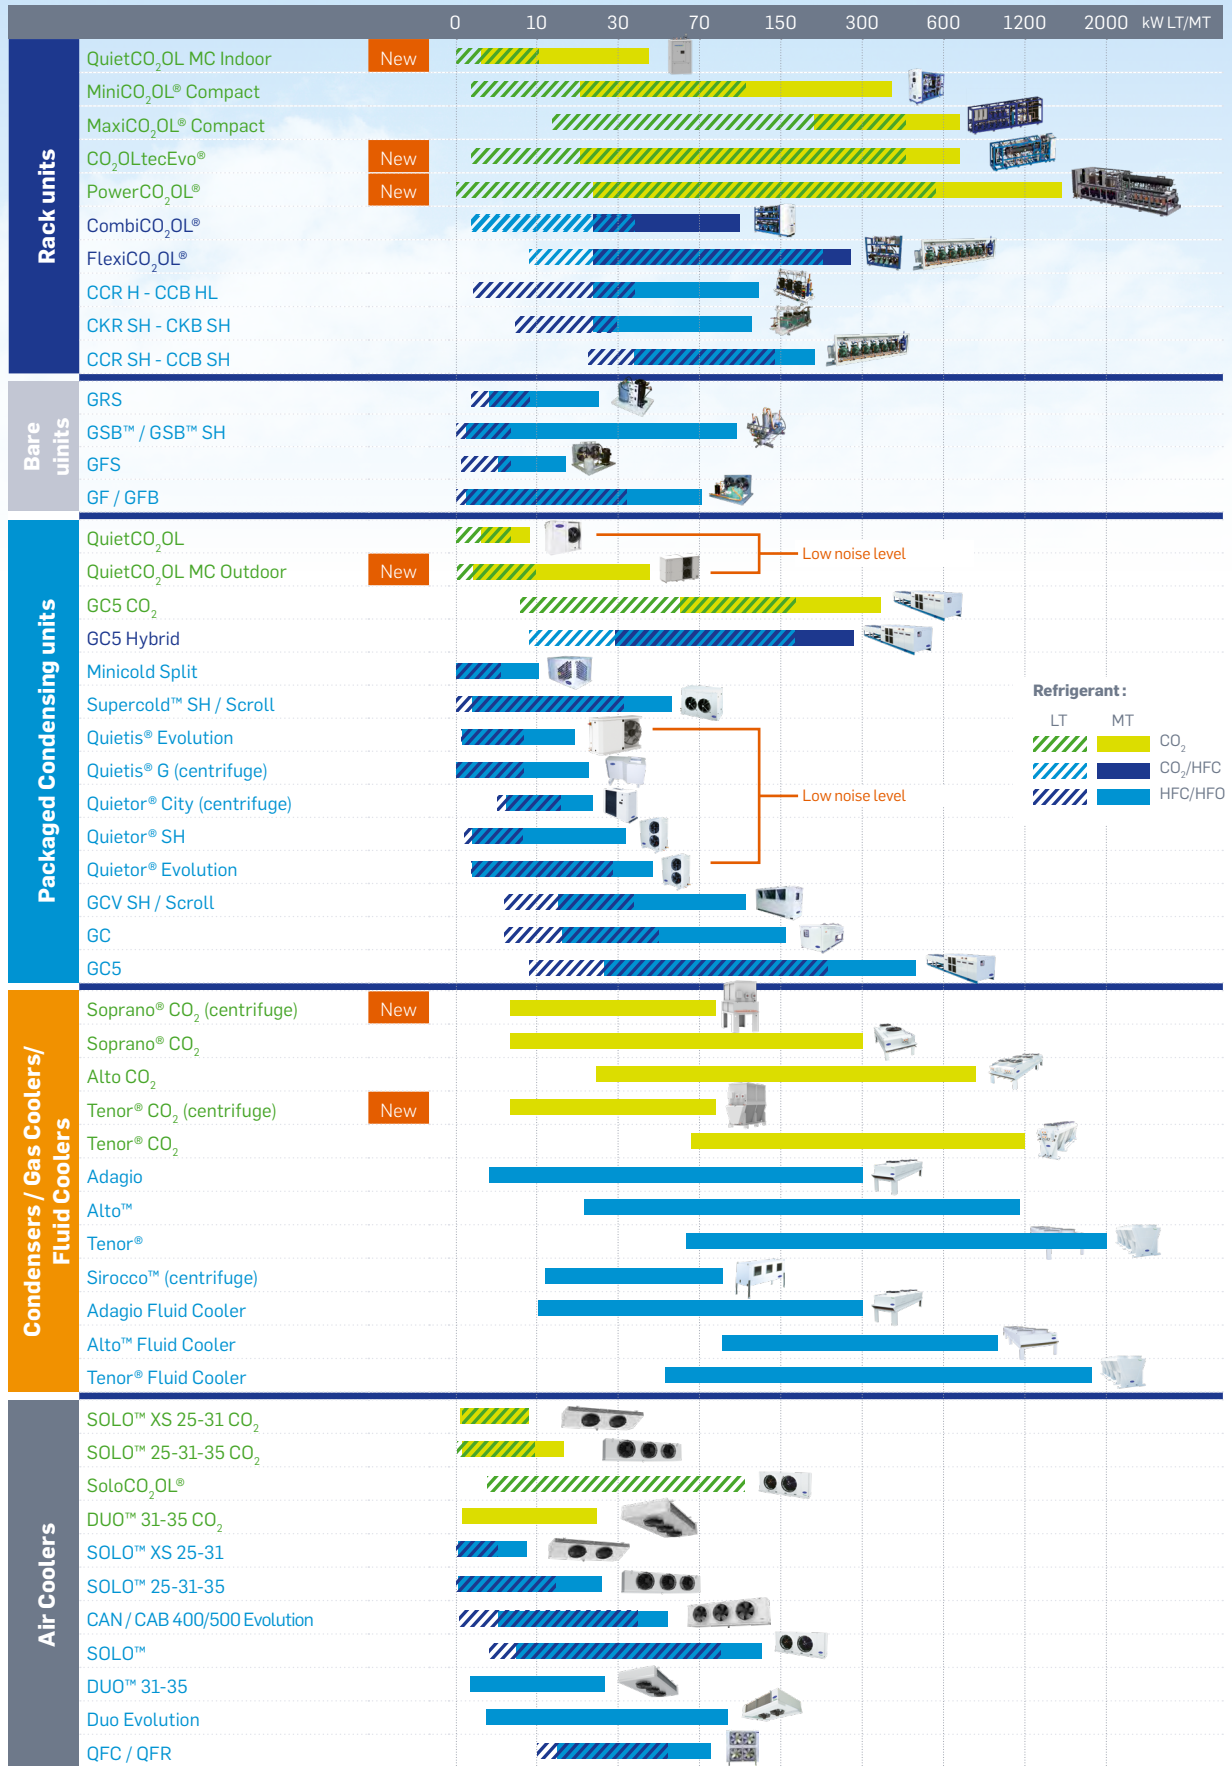 0 10 30 70 150 300 600 1200 2000 kW LT/MT
Rack units
QuietCO₂OL MC Indoor New
MiniCO₂OL® Compact
MaxiCO₂OL® Compact
CO₂OLtecEvo® New
PowerCO₂OL® New
CombiCO₂OL®
FlexiCO₂OL®
CCR H - CCB HL
CKR SH - CKB SH
CCR SH - CCB SH
Bare
uinits
GRS
GSB™ / GSB™ SH
GFS
GF / GFB
Packaged Condensing units
QuietCO₂OL
Low noise level
QuietCO₂OL MC Outdoor New
GC5 CO₂
GC5 Hybrid
Minicold Split
Supercold™ SH / Scroll
Quietis® Evolution
Quietis® G (centrifuge)
Quietor® City (centrifuge)
Low noise level
Quietor® SH
Quietor® Evolution
GCV SH / Scroll
GC
GC5
Refrigerant :
LT MT
CO₂
CO₂/HFC
HFC/HFO
Condensers / Gas Coolers/
Fluid Coolers
Soprano® CO₂ (centrifuge) New
Soprano® CO₂
Alto CO₂
Tenor® CO₂ (centrifuge) New
Tenor® CO₂
Adagio
Alto™
Tenor®
Sirocco™ (centrifuge)
Adagio Fluid Cooler
Alto™ Fluid Cooler
Tenor® Fluid Cooler
Air Coolers
SOLO™ XS 25-31 CO₂
SOLO™ 25-31-35 CO₂
SoloCO₂OL®
DUO™ 31-35 CO₂
SOLO™ XS 25-31
SOLO™ 25-31-35
CAN / CAB 400/500 Evolution
SOLO™
DUO™ 31-35
Duo Evolution
QFC / QFR